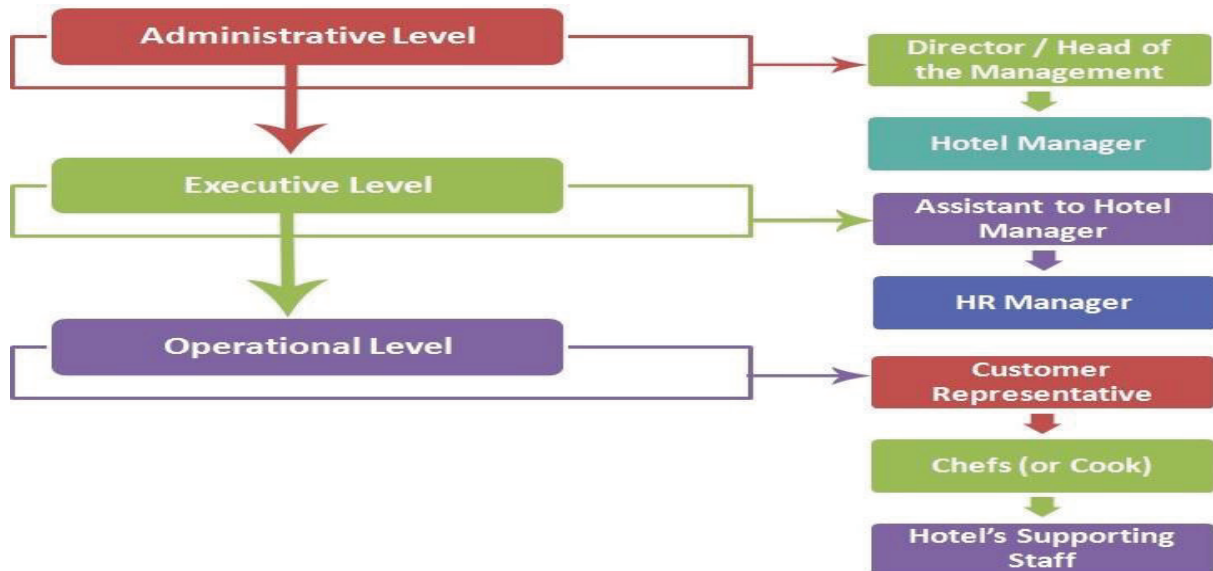 Administrative Level
Director / Head of
the Management
Hotel Manager
Executive Level
Assistant to Hotel
Manager
HR Manager
Operational Level
Customer
Representative
Chefs (or Cook)
Hotel's Supporting
Staff